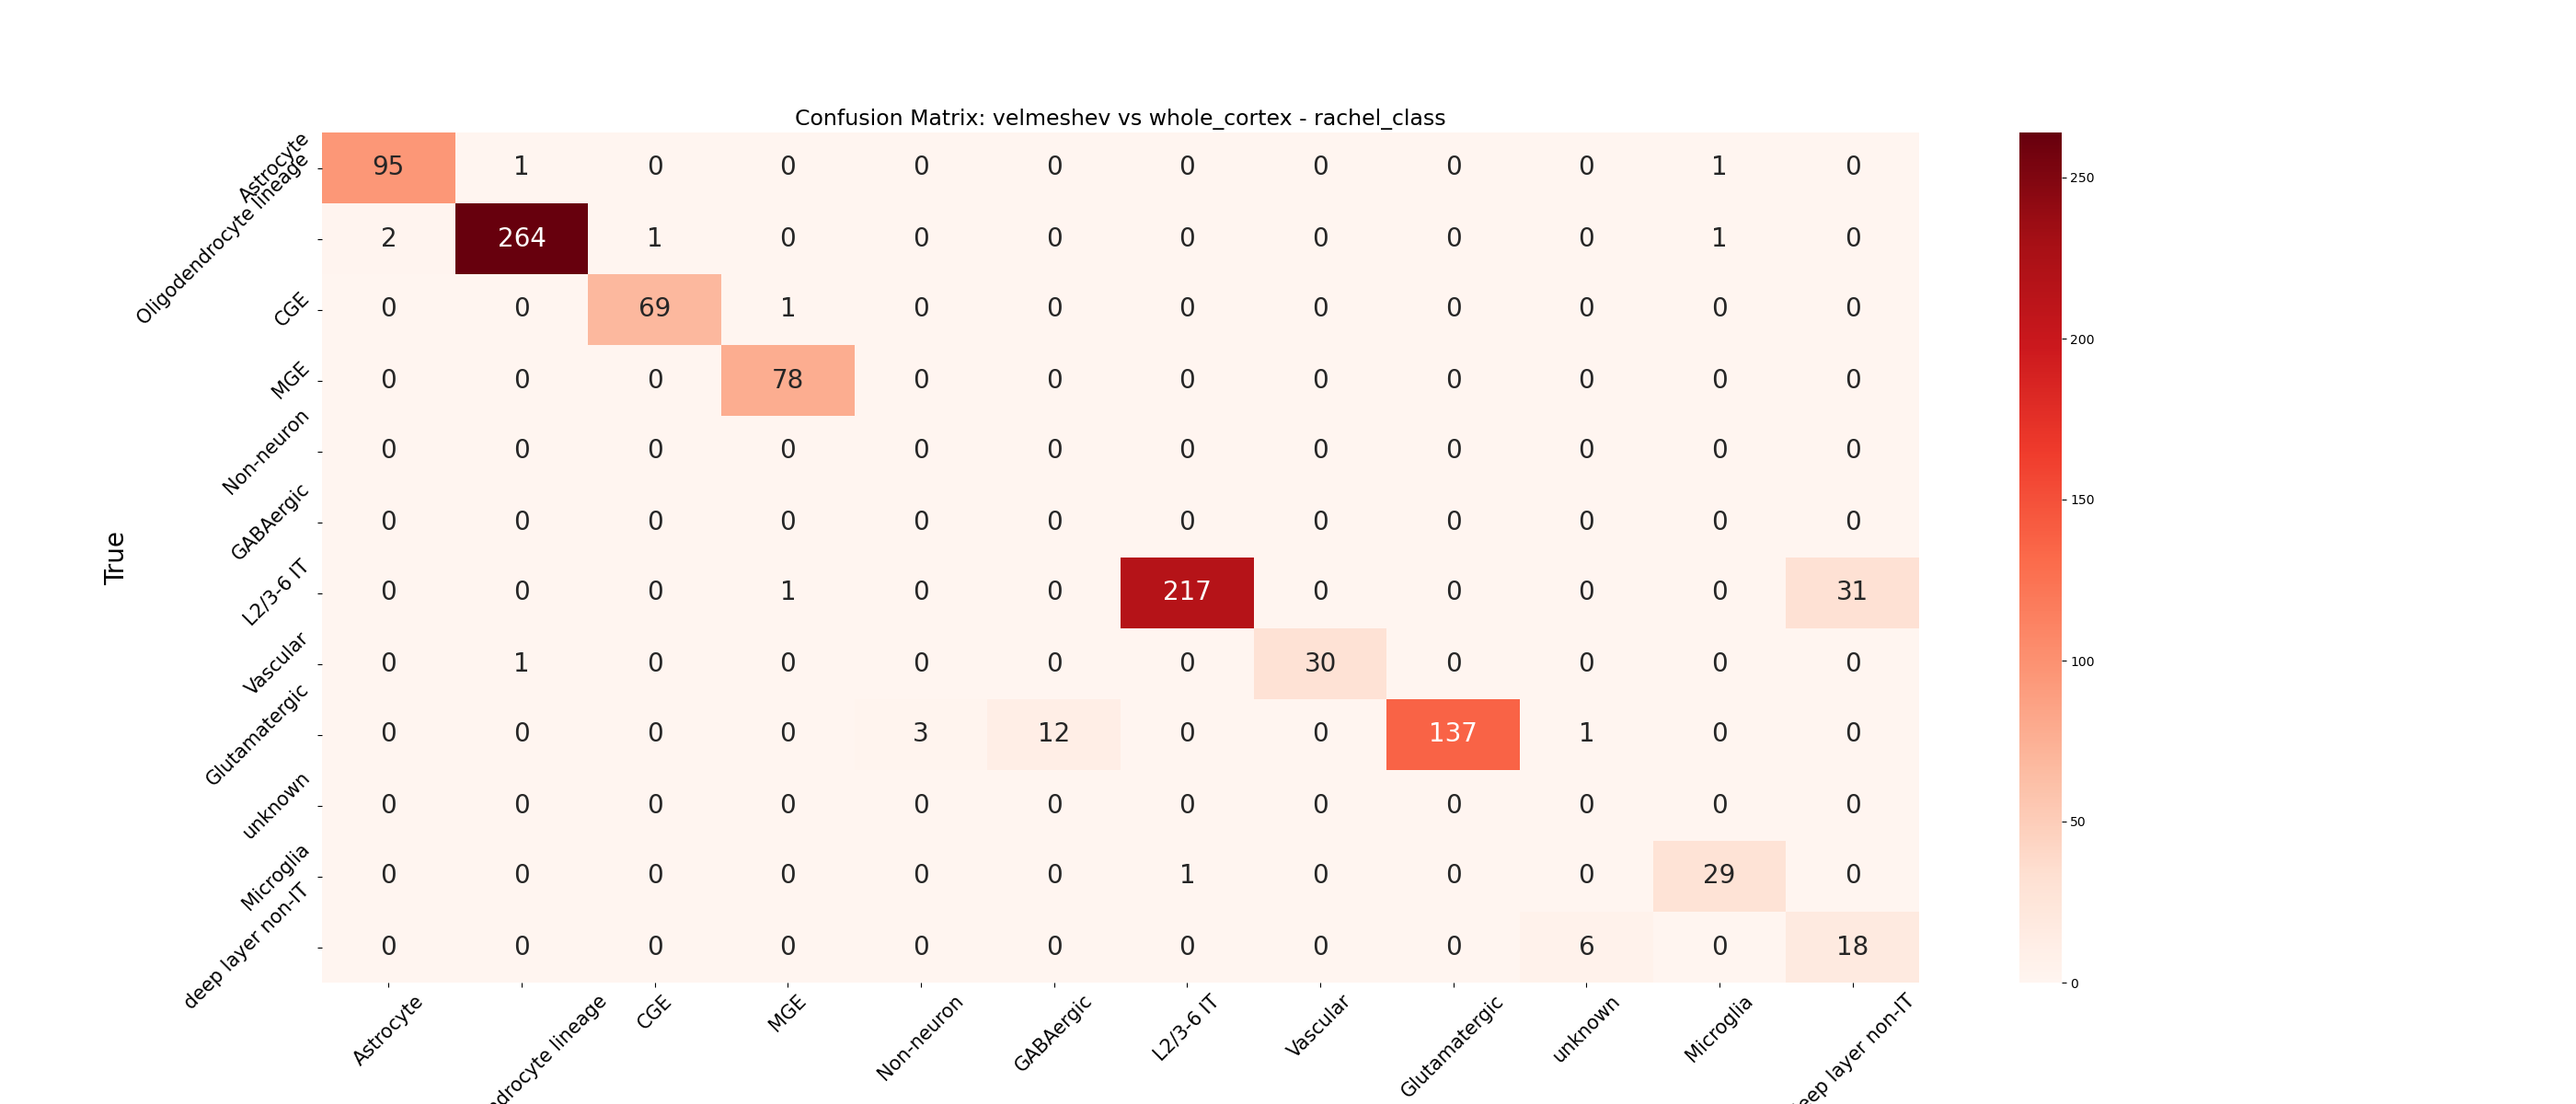 Confusion Matrix: velmeshev vs whole_cortex - rachel_class
True
Astrocyte 95 1 0 0 0 0 0 0 0 0 1 0
Oligodendrocyte lineage 2 264 1 0 0 0 0 0 0 0 1 0
CGE 0 0 69 1 0 0 0 0 0 0 0 0
MGE 0 0 0 78 0 0 0 0 0 0 0 0
Non-neuron 0 0 0 0 0 0 0 0 0 0 0 0
GABAergic 0 0 0 0 0 0 0 0 0 0 0 0
L2/3-6 IT 0 0 0 1 0 0 217 0 0 0 0 31
Vascular 0 1 0 0 0 0 0 30 0 0 0 0
Glutamatergic 0 0 0 0 3 12 0 0 137 1 0 0
unknown 0 0 0 0 0 0 0 0 0 0 0 0
Microglia 0 0 0 0 0 0 1 0 0 0 29 0
deep layer non-IT 0 0 0 0 0 0 0 0 0 6 0 18
Astrocyte ndrocyte lineage CGE MGE Non-neuron GABAergic L2/3-6 IT Vascular Glutamatergic unknown Microglia eep layer non-IT
250
200
150
100
50
0